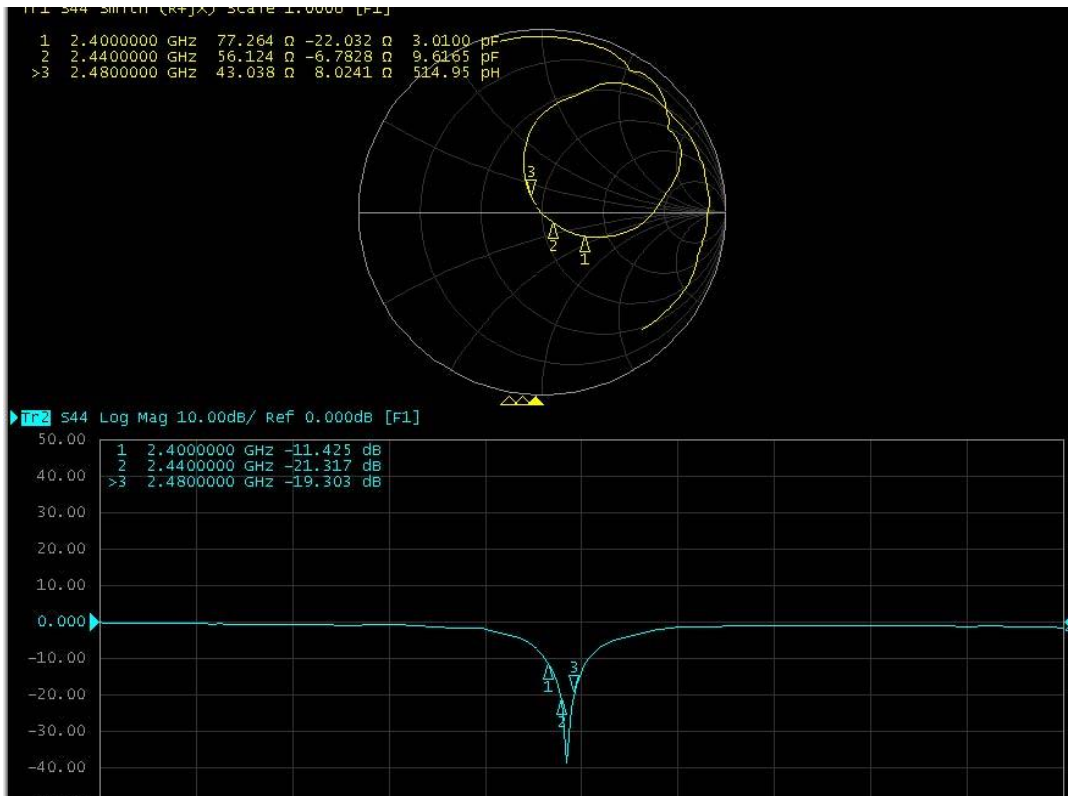 Tr1 S44 Smith (R+jX) Scale 1.000U [F1]
1 2.4000000 GHz 77.264 Ω -22.032 Ω 3.0100 pF
2 2.4400000 GHz 56.124 Ω -6.7828 Ω 9.6165 pF
>3 2.4800000 GHz 43.038 Ω 8.0241 Ω 514.95 pH
3
2
1
Tr2 S44 Log Mag 10.00dB/ Ref 0.000dB [F1]
50.00
1 2.4000000 GHz -11.425 dB
2 2.4400000 GHz -21.317 dB
40.00
>3 2.4800000 GHz -19.303 dB
30.00
20.00
10.00
0.000
-10.00
3
1
-20.00
2
-30.00
-40.00